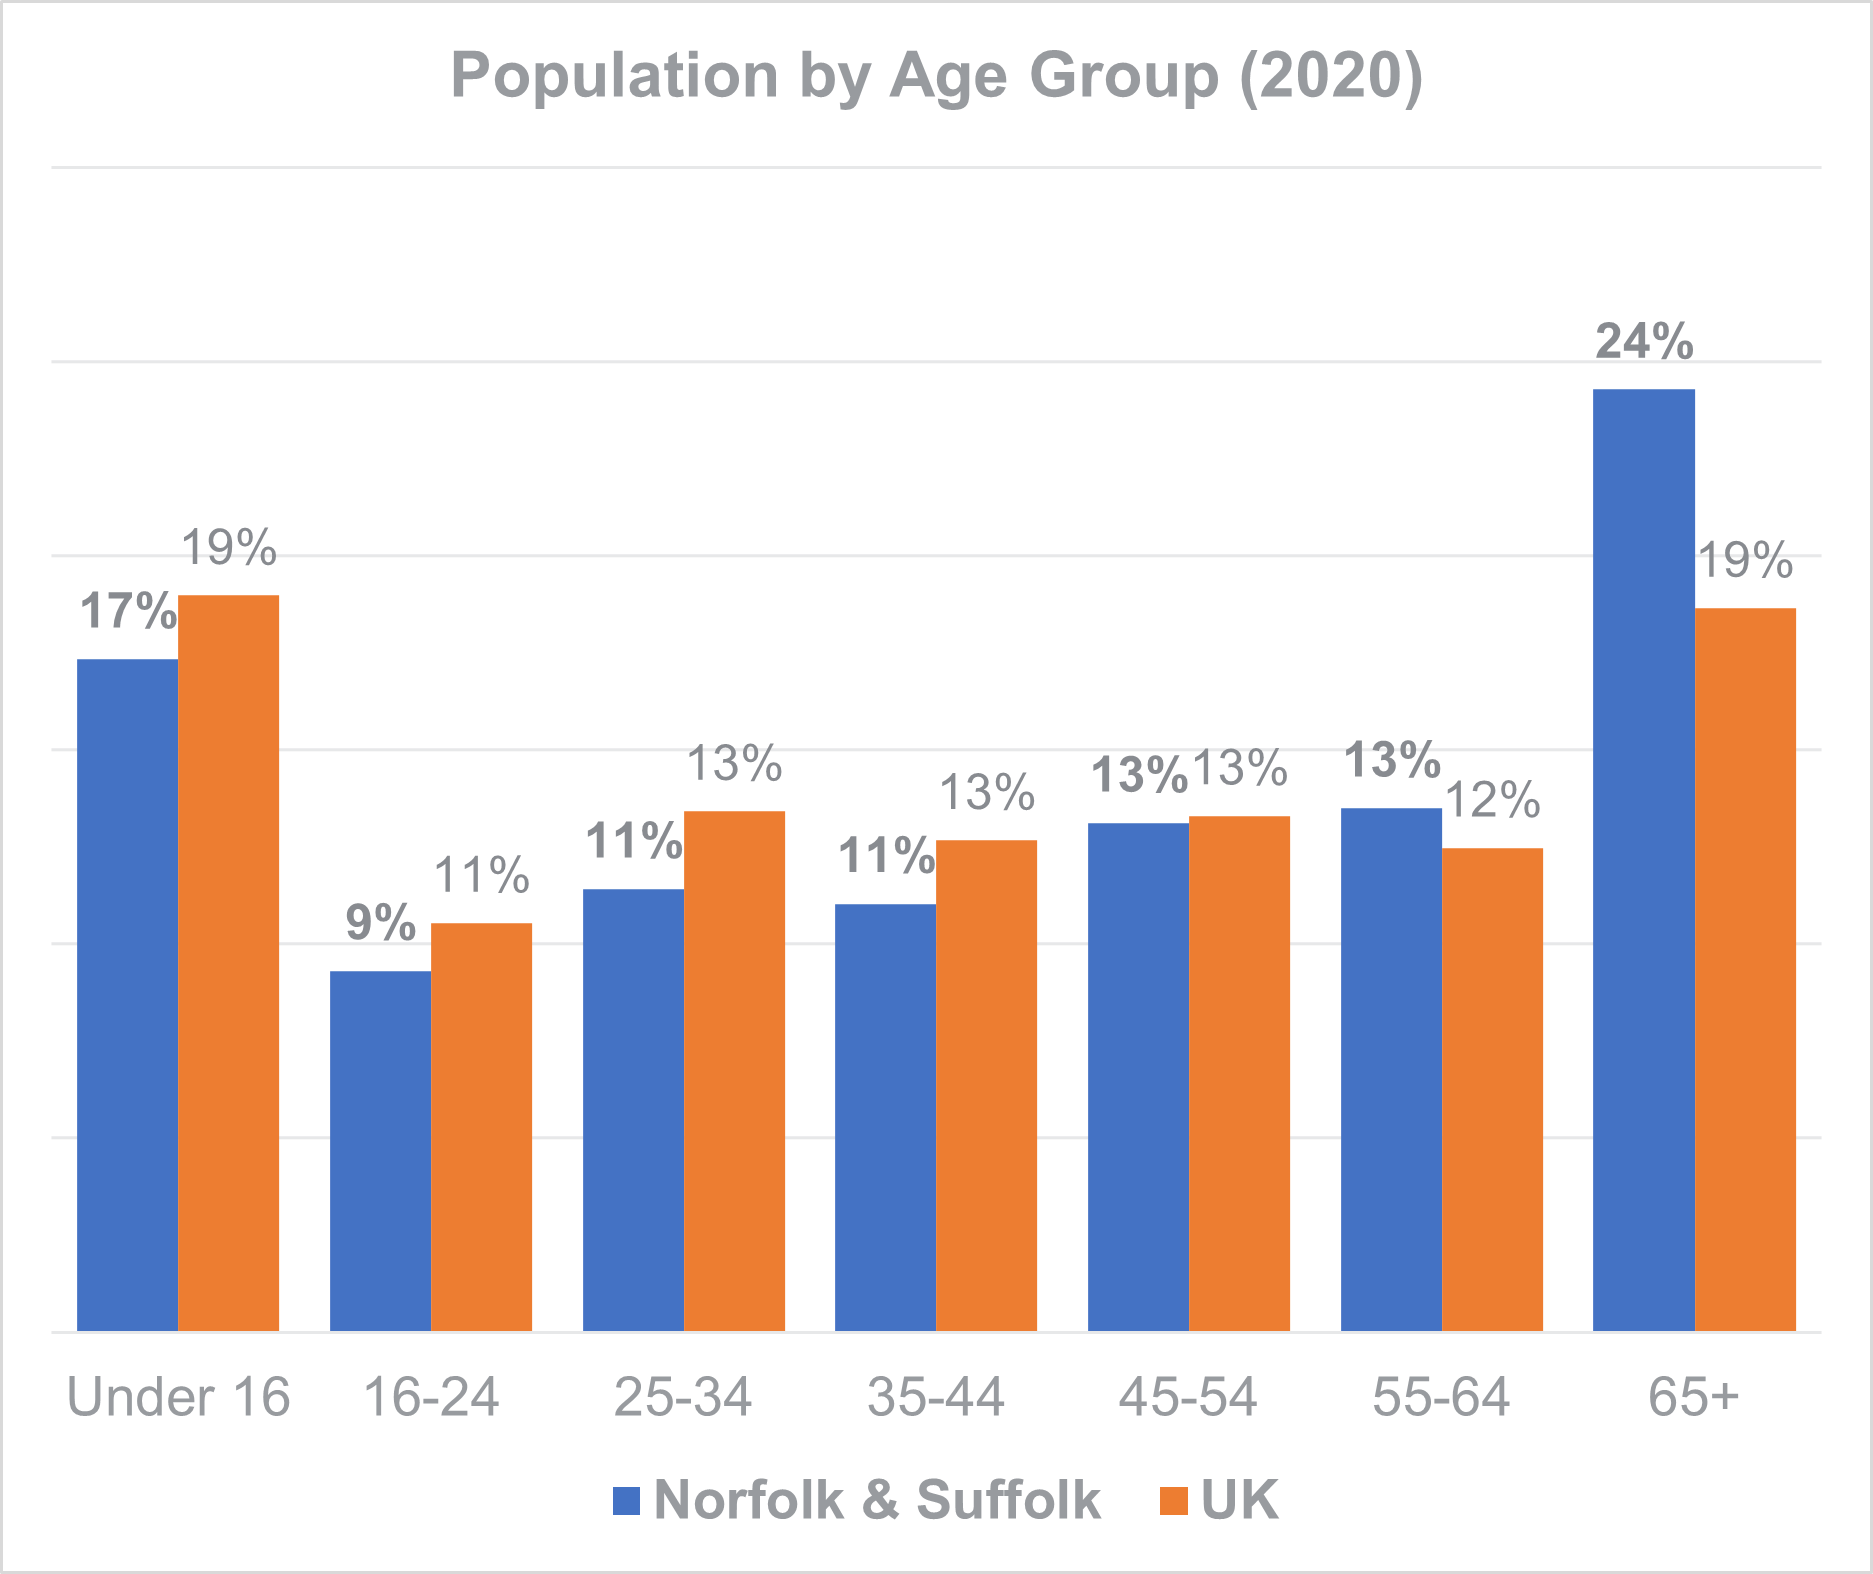 Population by Age Group (2020)
17% 19% 9% 11% 11% 13% 11% 13% 13% 13% 13% 12% 24% 19%
Under 16 16-24 25-34 35-44 45-54 55-64 65+
Norfolk & Suffolk UK